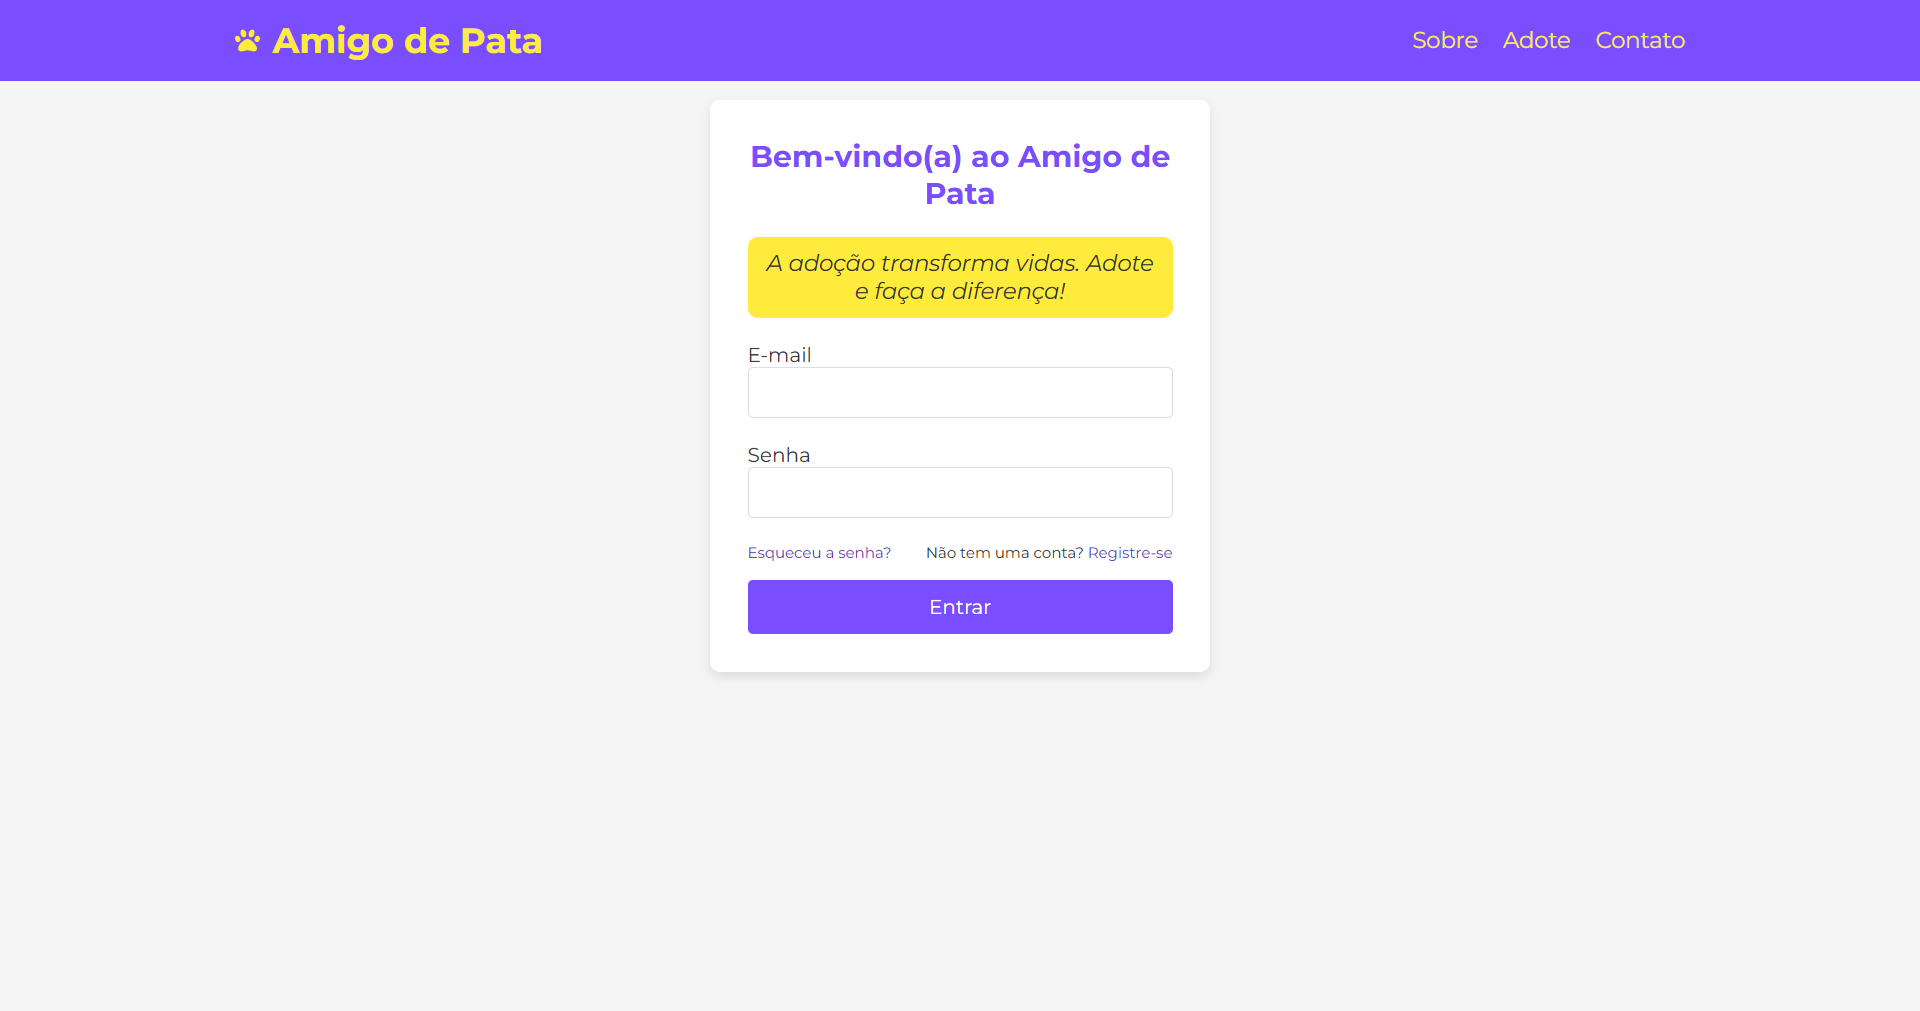 Amigo de Pata
Sobre Adote Contato
Bem-vindo(a) ao Amigo de
Pata
A adoção transforma vidas. Adote
e faça a diferença!
E-mail
Senha
Esqueceu a senha? Não tem uma conta? Registre-se
Entrar